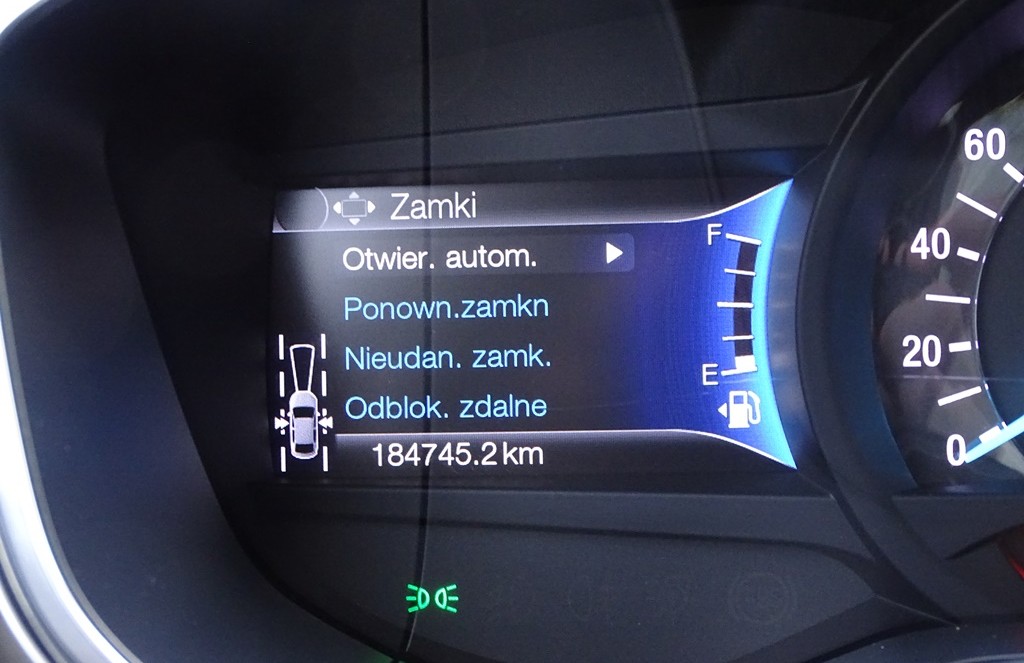 Zamki
Otwier. autom.
Ponown.zamkn
Nieudan. zamk.
Odblok. zdalne
184745.2 km
F
E
60
40
20
0